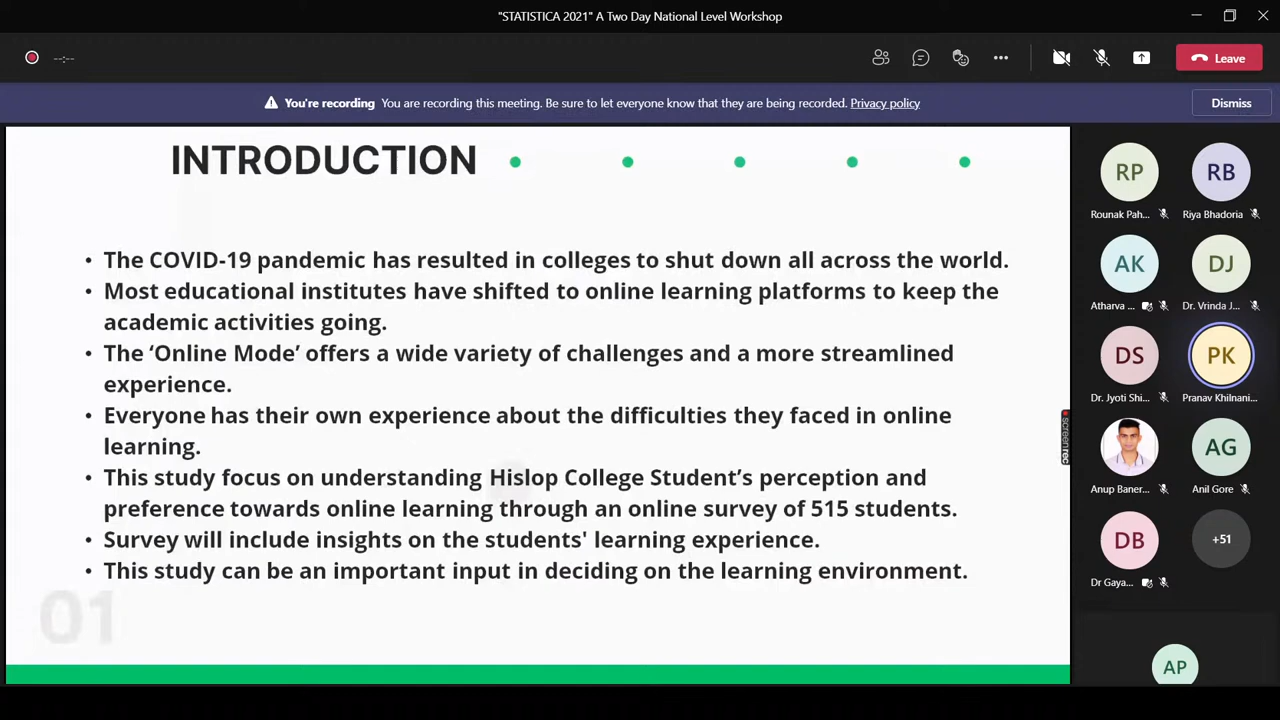 "STATISTICA 2021" A Two Day National Level Workshop
--:--
Leave
You're recording You are recording this meeting. Be sure to let everyone know that they are being recorded. Privacy policy
Dismiss
INTRODUCTION
• The COVID-19 pandemic has resulted in colleges to shut down all across the world.
• Most educational institutes have shifted to online learning platforms to keep the
academic activities going.
• The ‘Online Mode’ offers a wide variety of challenges and a more streamlined
experience.
• Everyone has their own experience about the difficulties they faced in online
learning.
• This study focus on understanding Hislop College Student’s perception and
preference towards online learning through an online survey of 515 students.
• Survey will include insights on the students' learning experience.
• This study can be an important input in deciding on the learning environment.
01
screen rec
RP
RB
Rounak Pah...
Riya Bhadoria
AK
DJ
Atharva ...
Dr. Vrinda J...
DS
PK
Dr. Jyoti Shi...
Pranav Khilnani...
AG
Anup Baner...
Anil Gore
DB
+51
Dr Gaya...
AP